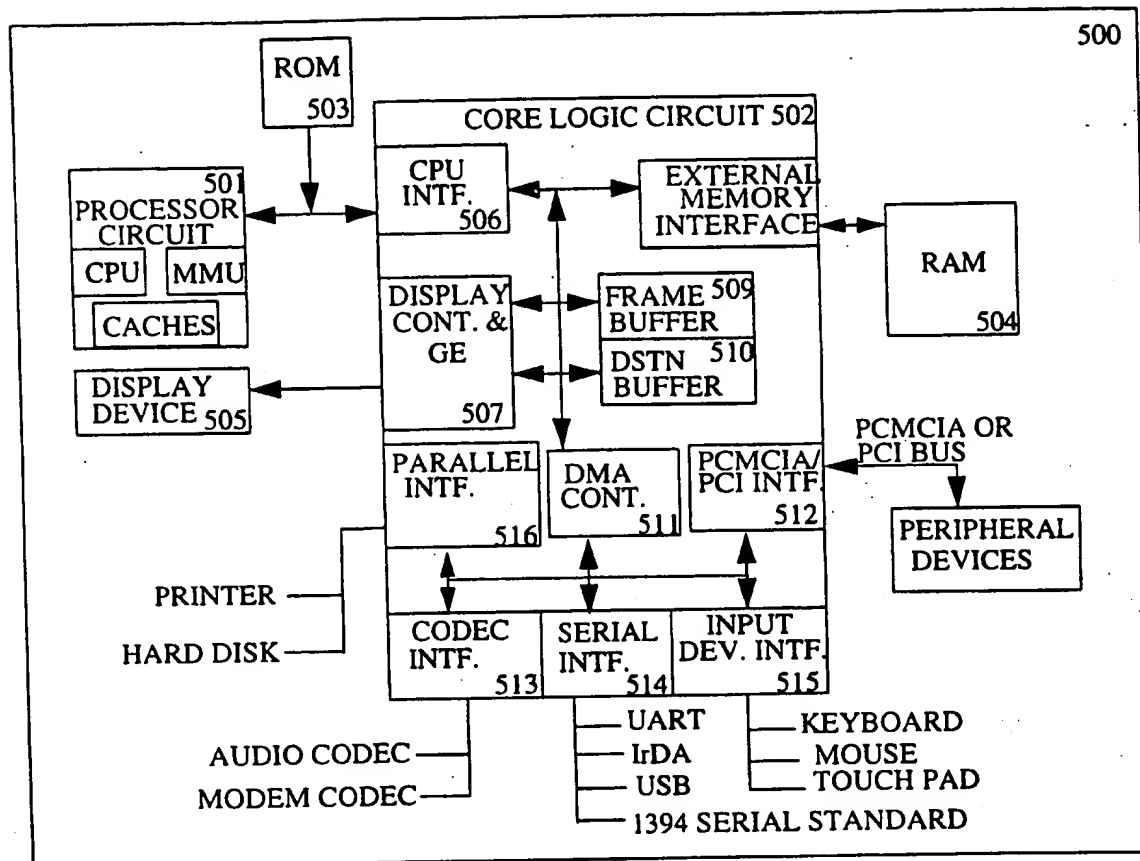 500
ROM
503
CORE LOGIC CIRCUIT 502
501
PROCESSOR
CIRCUIT
CPU
MMU
CACHES
CPU
INTF.
506
EXTERNAL
MEMORY
INTERFACE
RAM
504
DISPLAY
CONT. &
GE
507
FRAME 509
BUFFER
510
DSTN
BUFFER
DISPLAY
DEVICE 505
PARALLEL
INTF.
516
DMA
CONT.
511
PCMCIA/
PCI INTF.
512
PCMCIA OR
PCI BUS
PERIPHERAL
DEVICES
PRINTER
HARD DISK
CODEC
INTF.
513
SERIAL
INTF.
514
INPUT
DEV. INTF.
515
AUDIO CODEC
MODEM CODEC
UART
IrDA
USB
1394 SERIAL STANDARD
KEYBOARD
MOUSE
TOUCH PAD